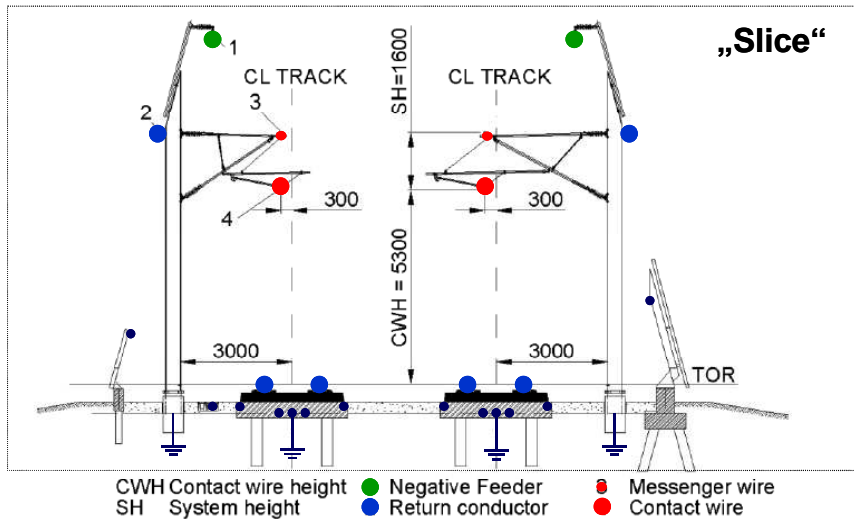 „Slice“
1
CL TRACK
CL TRACK
SH=1600
2
3
4
300
300
CWH = 5300
3000
3000
TOR
CWH Contact wire height
Negative Feeder
Messenger wire
SH System height
Return conductor
Contact wire